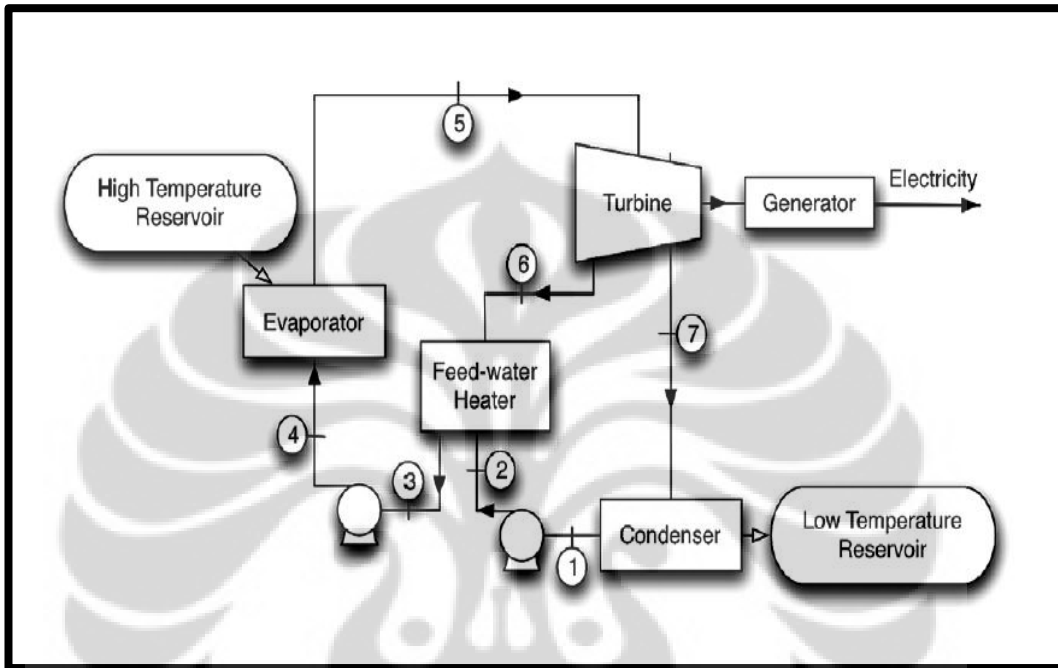 5
High Temperature
Reservoir
Turbine
Generator
Electricity
6
Evaporator
7
Feed-water
Heater
4
3
2
1
Condenser
Low Temperature
Reservoir